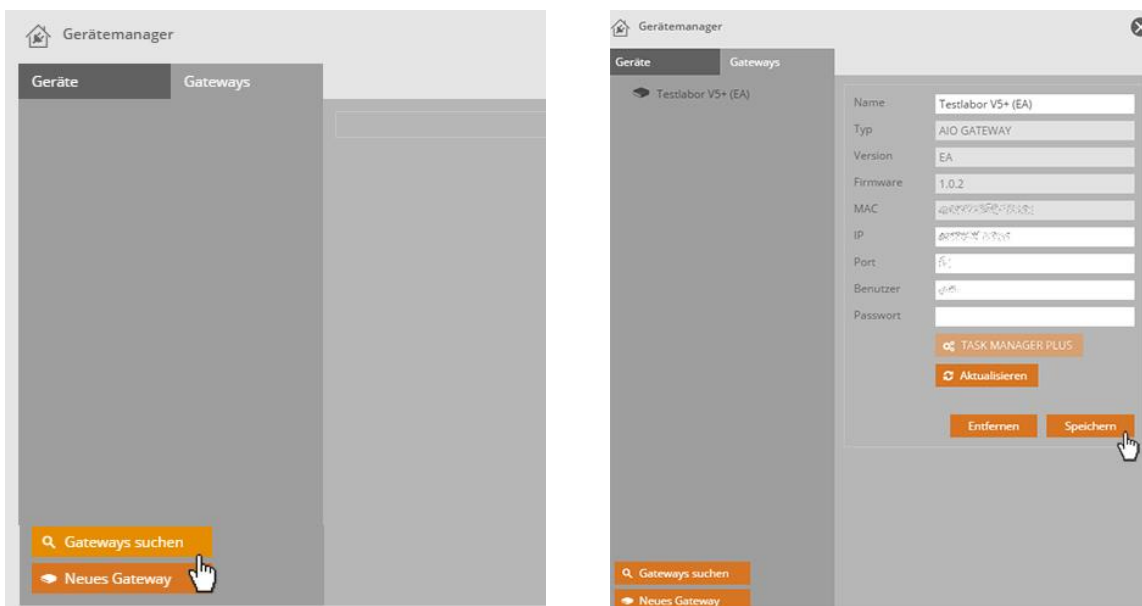 Gerätemanager
Geräte Gateways
Gateways suchen
Neues Gateway
Gerätemanager
Geräte Gateways
Testlabor V5+ (EA)
Name Testlabor V5+ (EA)
Typ AIO GATEWAY
Version EA
Firmware 1.0.2
MAC
IP
Port
Benutzer
Passwort
TASK MANAGER PLUS
Aktualisieren
Entfernen Speichern
Gateways suchen
Neues Gateway